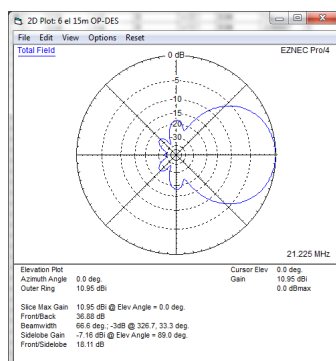 2D Plot: 6 el 15m OP-DES
File Edit View Options Reset
Total Field
EZNEC Pro/4
0 dB
-5
-10
-15
-20
-30
21.225 MHz
Elevation Plot
Azimuth Angle 0.0 deg.
Outer Ring 10.95 dBi
Cursor Elev 0.0 deg.
Gain 10.95 dBi
0.0 dBmax
Slice Max Gain 10.95 dBi @ Elev Angle = 0.0 deg.
Front/Back 36.88 dB
Beamwidth 66.6 deg.; -3dB @ 326.7, 33.3 deg.
Sidelobe Gain -7.16 dBi @ Elev Angle = 89.0 deg.
Front/Sidelobe 18.11 dB